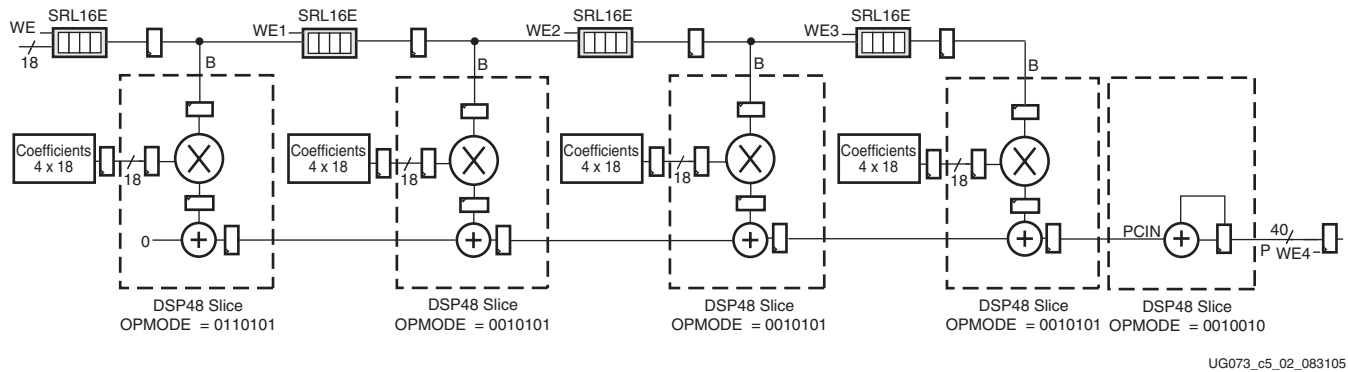 SRL16E
SRL16E
SRL16E
SRL16E
WE
WE1
WE2
WE3
18
B
B
B
B
Coefficients
4 x 18
Coefficients
4 x 18
Coefficients
4 x 18
Coefficients
4 x 18
18
18
18
18
0
PCIN
40
P
WE4
DSP48 Slice
OPMODE = 0110101
DSP48 Slice
OPMODE = 0010101
DSP48 Slice
OPMODE = 0010101
DSP48 Slice
OPMODE = 0010101
DSP48 Slice
OPMODE = 0010010
UG073_c5_02_083105